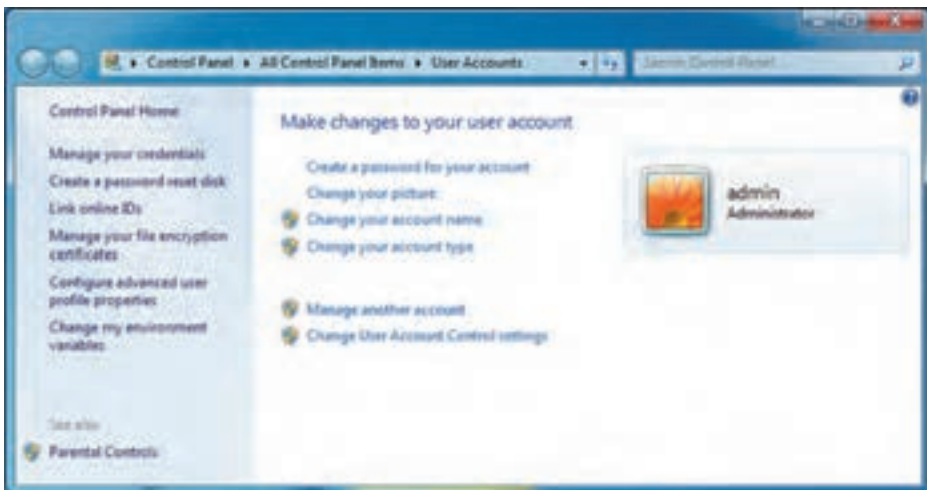 Control Panel ▸ All Control Panel Items ▸ User Accounts
Search Control Panel
Control Panel Home
Manage your credentials
Create a password reset disk
Link online IDs
Manage your file encryption
certificates
Configure advanced user
profile properties
Change my environment
variables
See also
Parental Controls
Make changes to your user account
Create a password for your account
Change your picture
Change your account name
Change your account type
Manage another account
Change User Account Control settings
admin
Administrator